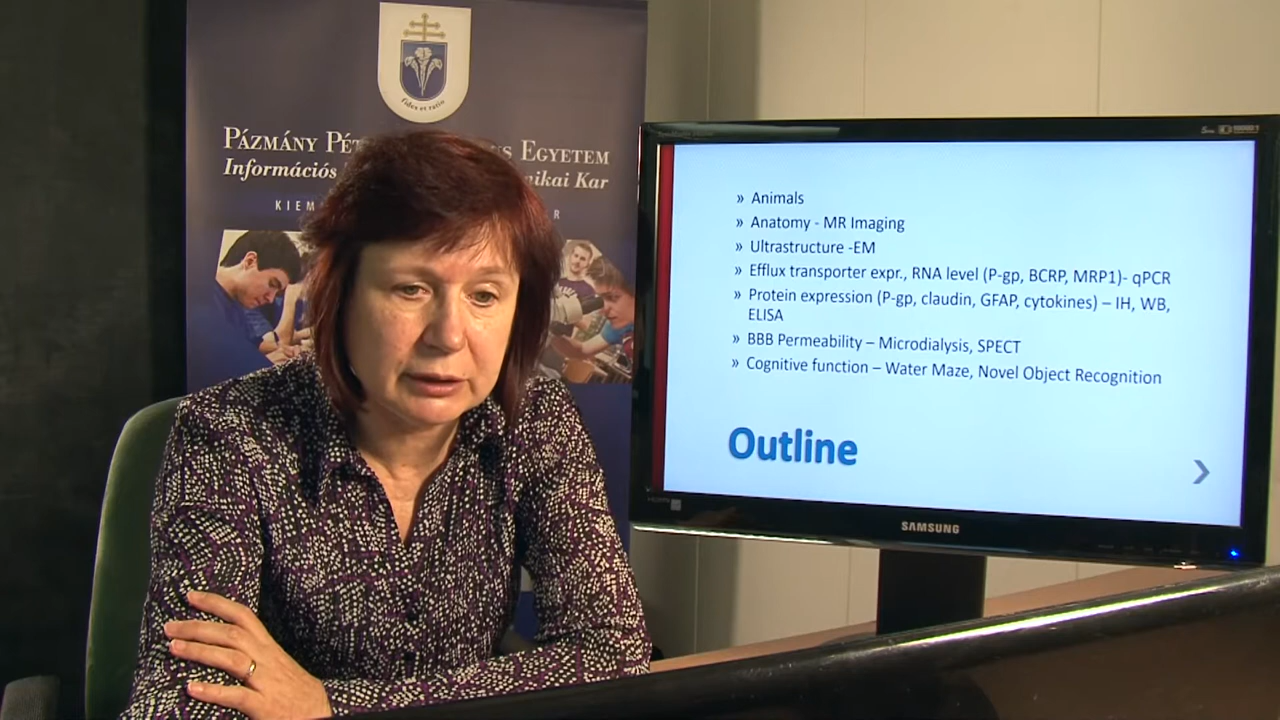 fides et ratio
PÁZMÁNY EGYETEM
Információs nikai Kar
» Animals
» Anatomy - MR Imaging
» Ultrastructure -EM
» Efflux transporter expr., RNA level (P-gp, BCRP, MRP1)- qPCR
» Protein expression (P-gp, claudin, GFAP, cytokines) – IH, WB,
ELISA
» BBB Permeability – Microdialysis, SPECT
» Cognitive function – Water Maze, Novel Object Recognition
Outline
SAMSUNG